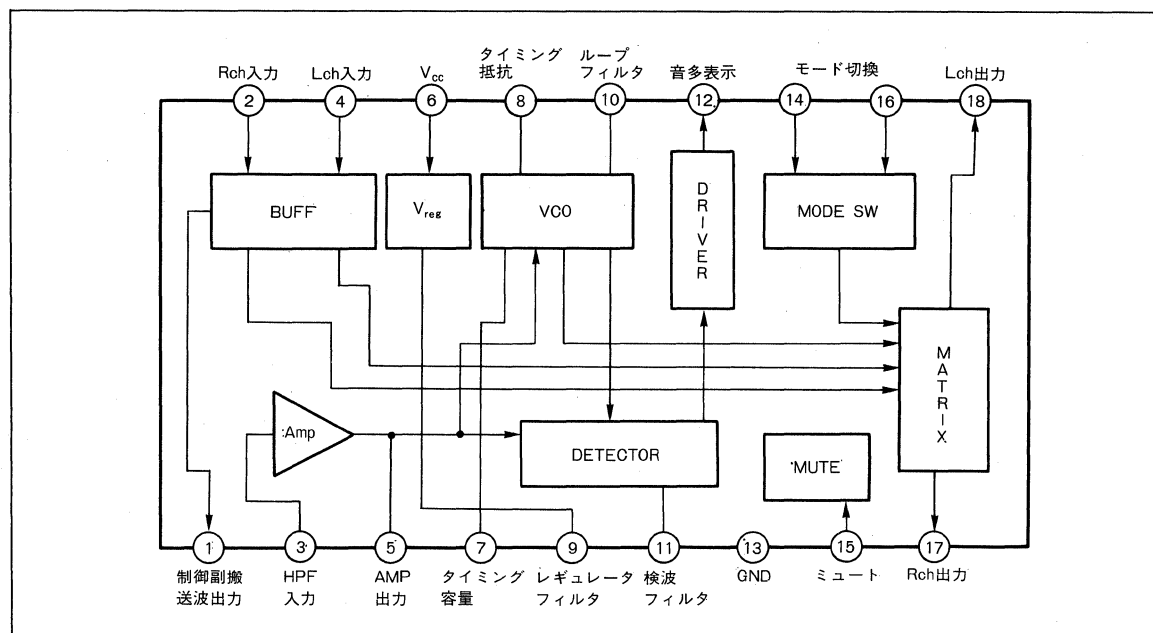 Rch入力
Lch入力
Vcc
タイミング
抵抗
ループ
フィルタ
音多表示
モード切換
Lch出力
2
4
6
8
10
12
14
16
18
BUFF
Vreg
VCO
DRIVER
MODE SW
MATRIX
Amp
DETECTOR
MUTE
1
3
5
7
9
11
13
15
17
制御副搬
送波出力
HPF
入力
AMP
出力
タイミング
容量
レギュレータ
フィルタ
検波
フィルタ
GND
ミュート
Rch出力